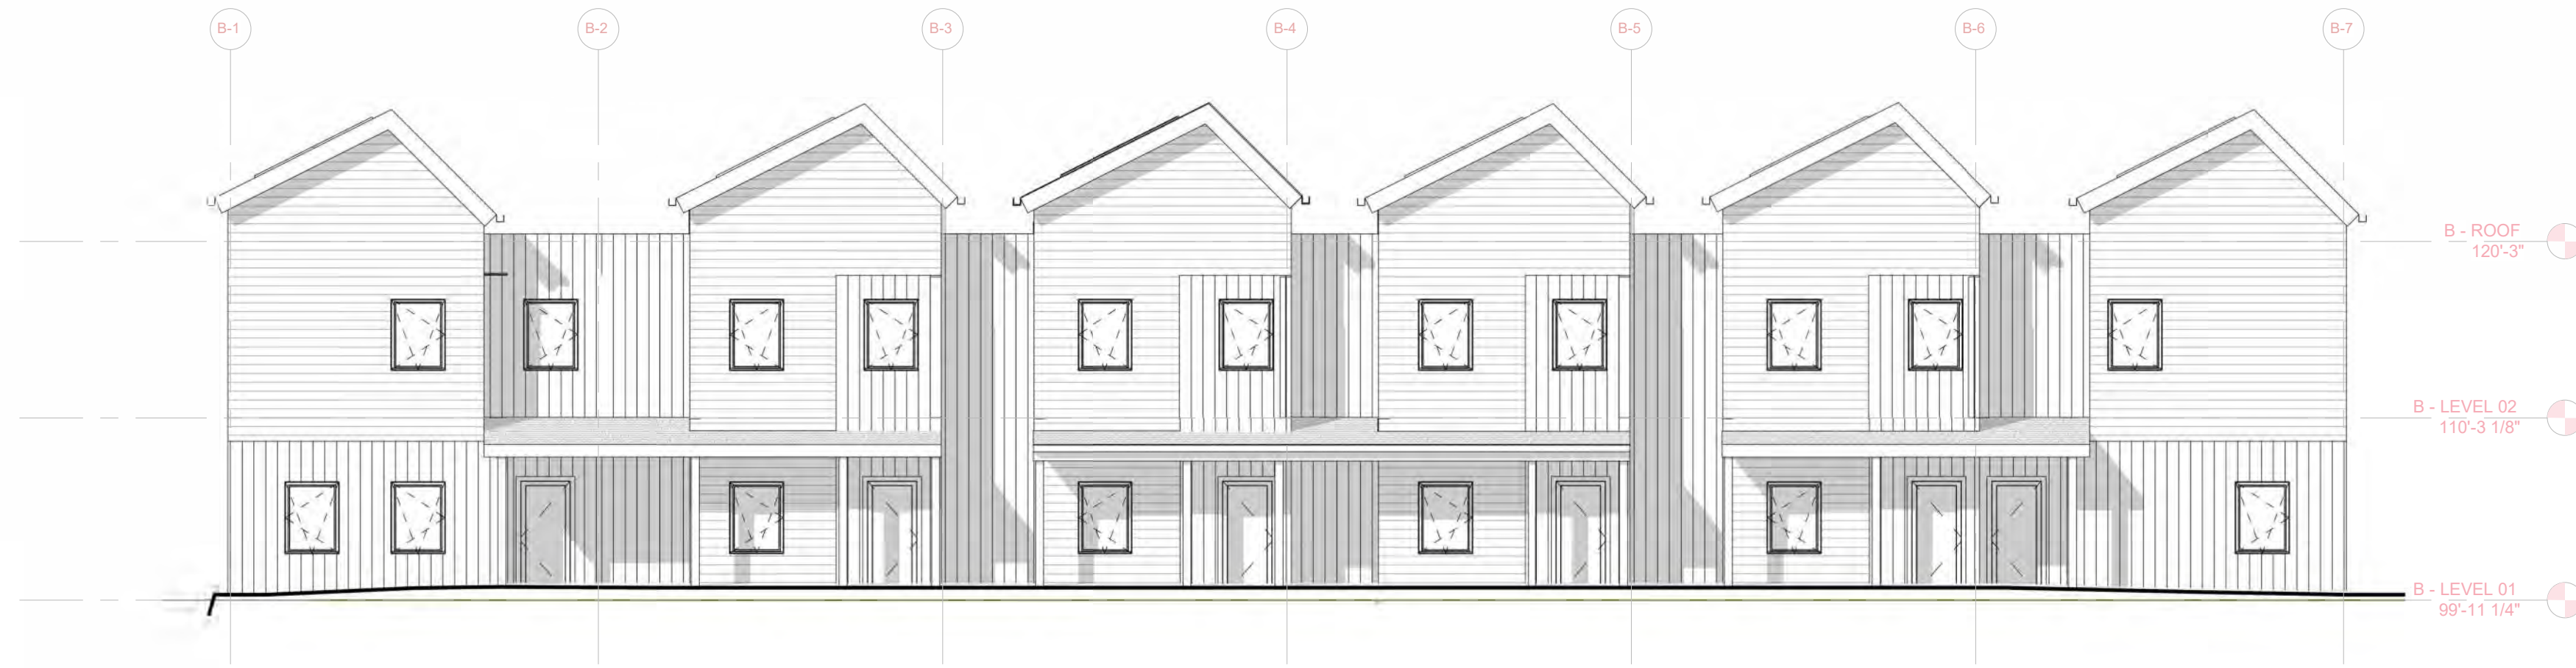 B-1
B-2
B-3
B-4
B-5
B-6
B-7
B - ROOF
120'-3"
B - LEVEL 02
110'-3 1/8"
B - LEVEL 01
99'-11 1/4"